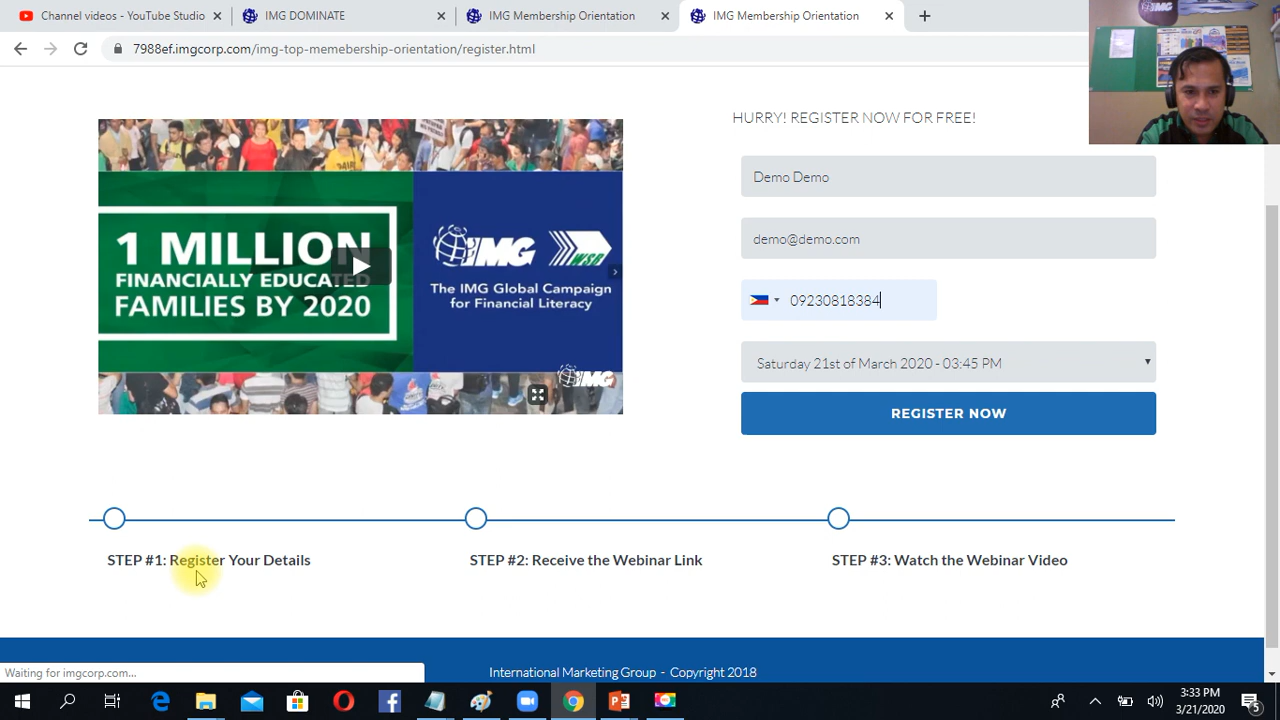 Channel videos - YouTube Studio
IMG DOMINATE
IMG Membership Orientation
IMG Membership Orientation
7988ef.imgcorp.com/img-top-memebership-orientation/register.html
IMG
HURRY! REGISTER NOW FOR FREE!
Demo Demo
demo@demo.com
09230818384
Saturday 21st of March 2020 - 03:45 PM
REGISTER NOW
1 MILLION
FINANCIALLY EDUCATED
FAMILIES BY 2020
IMG WSR
The IMG Global Campaign
for Financial Literacy
IMG
STEP #1: Register Your Details
STEP #2: Receive the Webinar Link
STEP #3: Watch the Webinar Video
International Marketing Group - Copyright 2018
Waiting for imgcorp.com...
3:33 PM
3/21/2020
5